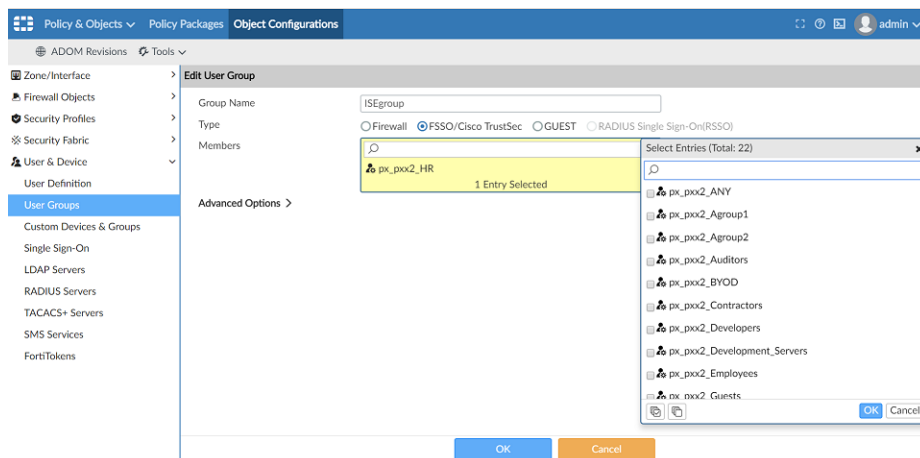 Policy & Objects Policy Packages Object Configurations admin
ADOM Revisions Tools
Zone/Interface
Firewall Objects
Security Profiles
Security Fabric
User & Device
User Definition
User Groups
Custom Devices & Groups
Single Sign-On
LDAP Servers
RADIUS Servers
TACACS+ Servers
SMS Services
FortiTokens
Edit User Group
Group Name ISEgroup
Type Firewall FSSO/Cisco TrustSec GUEST RADIUS Single Sign-On(RSSO)
Members
px_pxx2_HR
1 Entry Selected
Advanced Options >
Select Entries (Total: 22)
px_pxx2_ANY
px_pxx2_Agroup1
px_pxx2_Agroup2
px_pxx2_Auditors
px_pxx2_BYOD
px_pxx2_Contractors
px_pxx2_Developers
px_pxx2_Development_Servers
px_pxx2_Employees
px_pxx2_Guests
OK Cancel
OK Cancel